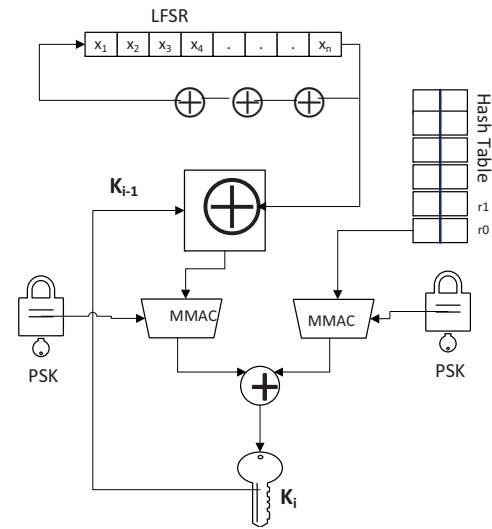 LFSR
x1 x2 x3 x4 . . . xn
Hash Table
Ki-1
r1
r0
MMAC
MMAC
PSK
PSK
Ki